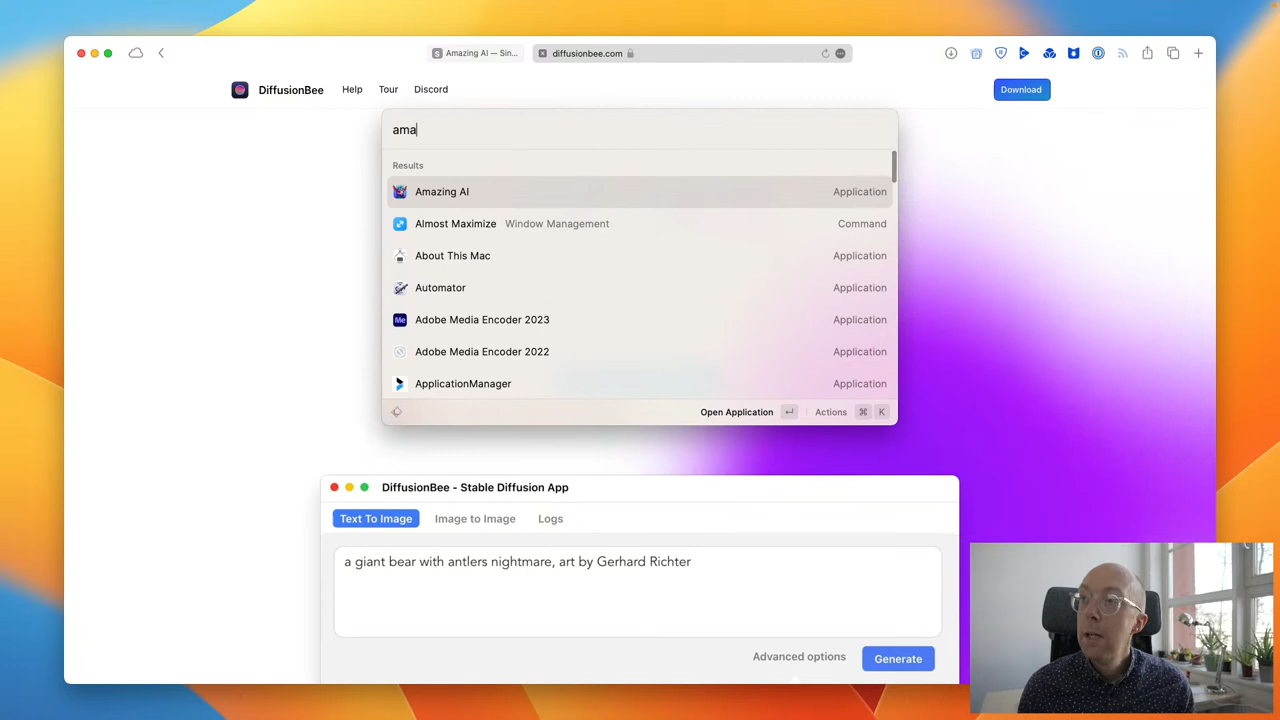 Amazing AI — Sin...
diffusionbee.com
DiffusionBee
Help
Tour
Discord
Download
ama
Results
Amazing AI Application
Almost Maximize Window Management Command
About This Mac Application
Automator Application
Me Adobe Media Encoder 2023 Application
Adobe Media Encoder 2022 Application
ApplicationManager Application
Open Application ↵ Actions ⌘ K
DiffusionBee - Stable Diffusion App
Text To Image Image to Image Logs
a giant bear with antlers nightmare, art by Gerhard Richter
Advanced options Generate